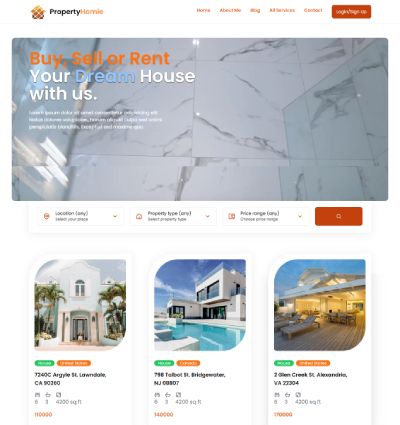 PropertyHomie
Home About Me Blog All Services Contact Login/Sign Up
Buy, Sell or Rent
Your Dream House
with us.
Lorem ipsum dolor sit amet consectetur adipisicing elit.
perspiciatis blanditiis,
Location (any) Property type (any) Price range (any)
Select your place Select property type Choose price range
House United States House Canada House United States
7240C Argyle St. Lawndale, 798 Talbot St. Bridgewater, 2 Glen Creek St. Alexandria,
CA 90260 NJ 08807 VA 22304
6 3 4200 sq ft 6 3 4200 sq ft 6 3 4300 sq ft
110000 140000 170000